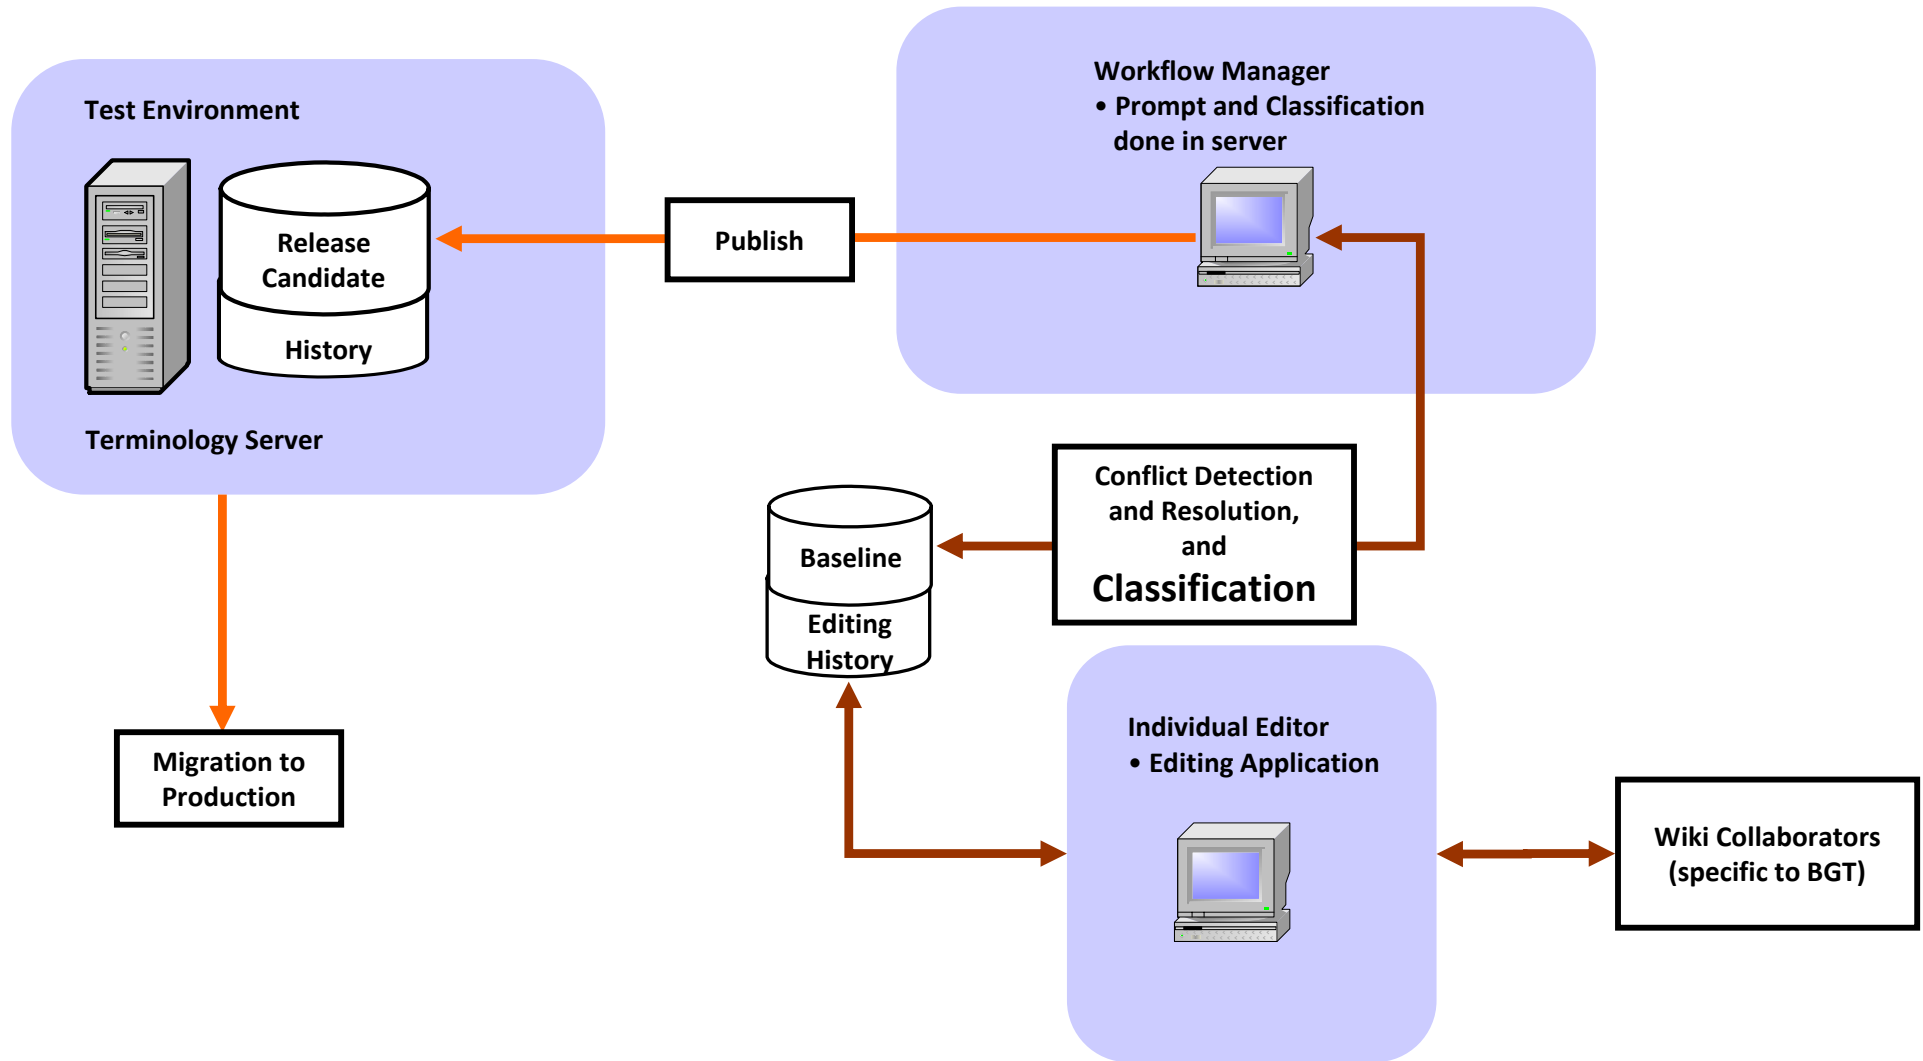 Test Environment
Release
Candidate
History
Terminology Server
Publish
Workflow Manager
• Prompt and Classification
done in server
Conflict Detection
and Resolution,
and
Classification
Baseline
Editing
History
Migration to
Production
Individual Editor
• Editing Application
Wiki Collaborators
(specific to BGT)